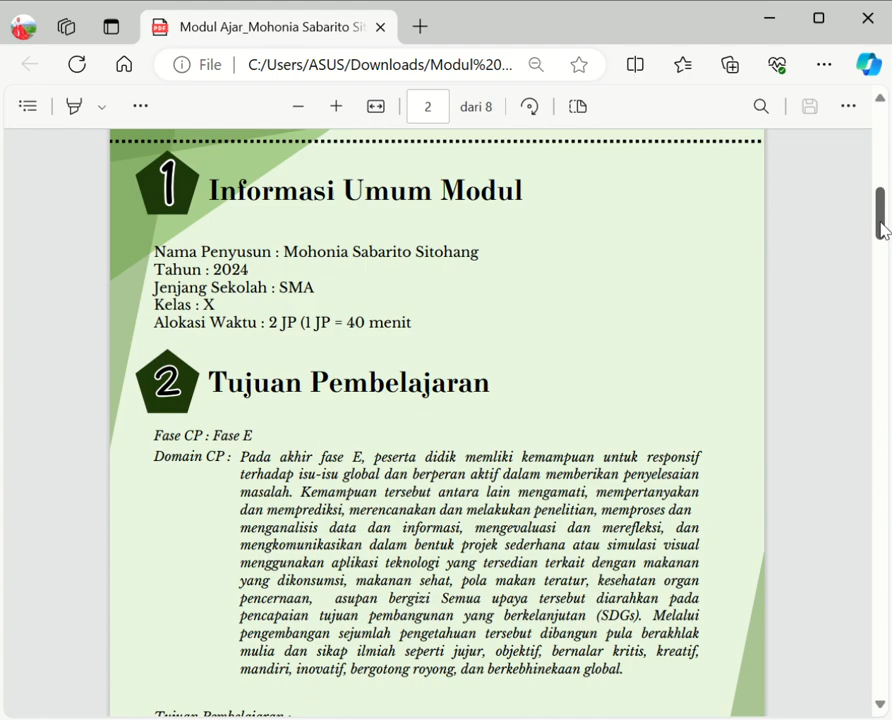 Modul Ajar_Mohonia Sabarito Sit
File
C:/Users/ASUS/Downloads/Modul%20...
2
dari 8
1
Informasi Umum Modul
Nama Penyusun : Mohonia Sabarito Sitohang
Tahun : 2024
Jenjang Sekolah : SMA
Kelas : X
Alokasi Waktu : 2 JP (1 JP = 40 menit
2
Tujuan Pembelajaran
Fase CP : Fase E
Domain CP : Pada akhir fase E, peserta didik memliki kemampuan untuk responsif
terhadap isu-isu global dan berperan aktif dalam memberikan penyelesaian
masalah. Kemampuan tersebut antara lain mengamati, mempertanyakan
dan memprediksi, merencanakan dan melakukan penelitian, memproses dan
menganalisis data dan informasi, mengevaluasi dan merefleksi, dan
mengkomunikasikan dalam bentuk projek sederhana atau simulasi visual
menggunakan aplikasi teknologi yang tersedian terkait dengan makanan
yang dikonsumsi, makanan sehat, pola makan teratur, kesehatan organ
pencernaan, asupan bergizi Semua upaya tersebut diarahkan pada
pencapaian tujuan pembangunan yang berkelanjutan (SDGs). Melalui
pengembangan sejumlah pengetahuan tersebut dibangun pula berakhlak
mulia dan sikap ilmiah seperti jujur, objektif, bernalar kritis, kreatif,
mandiri, inovatif, bergotong royong, dan berkebhinekaan global.
Tujuan Pembelajaran :